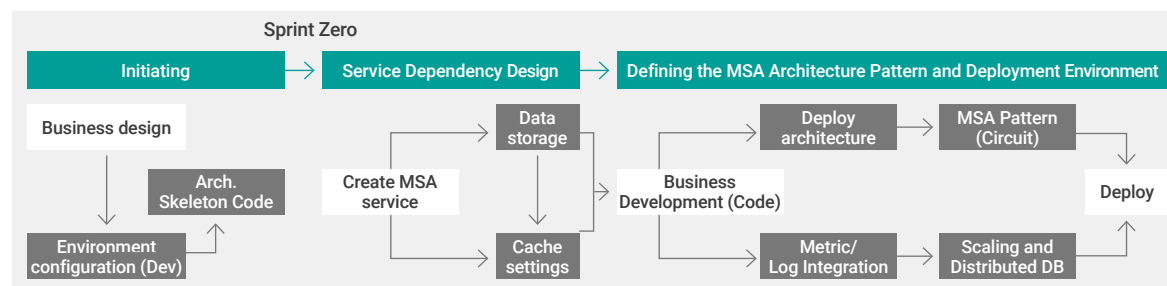 Sprint Zero
Initiating
Service Dependency Design
Defining the MSA Architecture Pattern and Deployment Environment
Business design
Arch.
Skeleton Code
Environment
configuration (Dev)
Create MSA
service
Data
storage
Cache
settings
Business
Development (Code)
Deploy
architecture
MSA Pattern
(Circuit)
Metric/
Log Integration
Scaling and
Distributed DB
Deploy